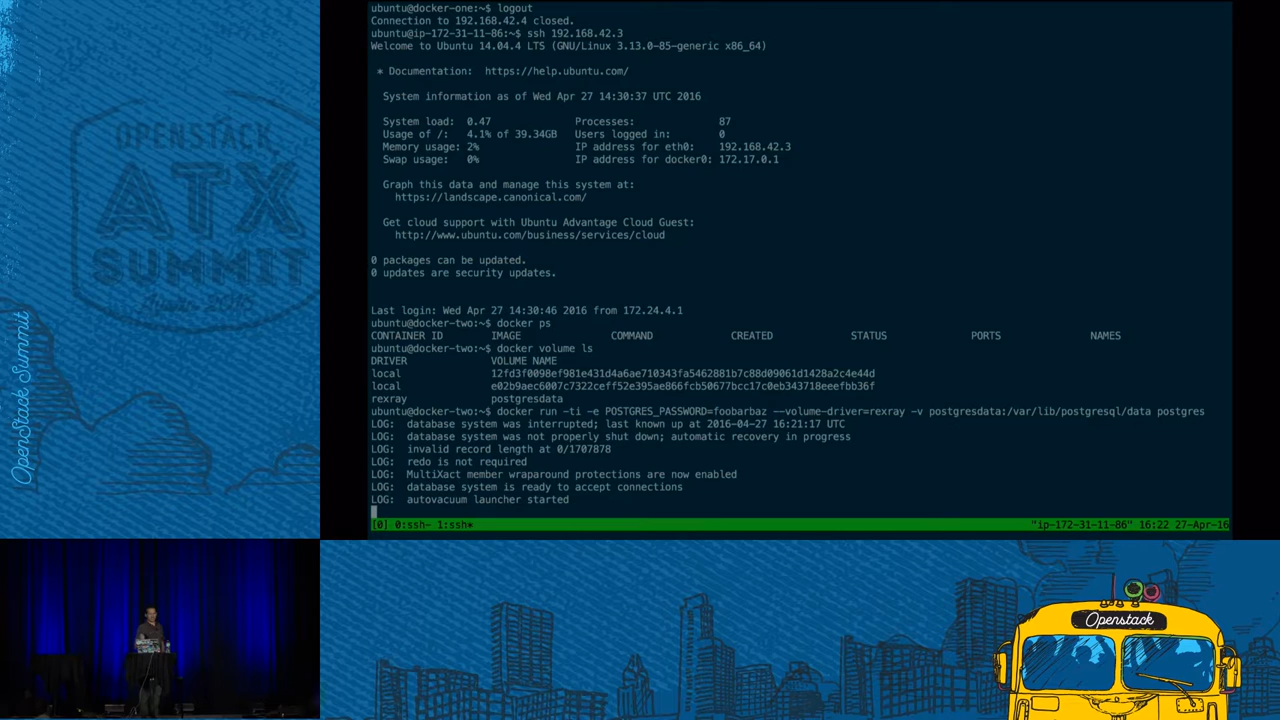 ubuntu@docker-one:~$ logout
Connection to 192.168.42.4 closed.
ubuntu@ip-172-31-11-86:~$ ssh 192.168.42.3
Welcome to Ubuntu 14.04.4 LTS (GNU/Linux 3.13.0-85-generic x86_64)
* Documentation:  https://help.ubuntu.com/
System information as of Wed Apr 27 14:30:37 UTC 2016
System load:  0.47 Processes: 87
Usage of /:  4.1% of 39.34GB Users logged in: 0
Memory usage: 2% IP address for eth0: 192.168.42.3
Swap usage:  0% IP address for docker0: 172.17.0.1
Graph this data and manage this system at:
https://landscape.canonical.com/
Get cloud support with Ubuntu Advantage Cloud Guest:
http://www.ubuntu.com/business/services/cloud
0 packages can be updated.
0 updates are security updates.
Last login: Wed Apr 27 14:30:46 2016 from 172.24.4.1
ubuntu@docker-two:~$ docker ps
CONTAINER ID IMAGE COMMAND CREATED STATUS PORTS NAMES
ubuntu@docker-two:~$ docker volume ls
DRIVER VOLUME NAME
local 12fd3f0098ef981e431d4a6ae710343fa5462881b7c88d09061d1428a2c4e44d
local e02b9aec6007c7322ceff52e395ae866fcb50677bcc17c0eb343718eeefbb36f
rexray postgresdata
ubuntu@docker-two:~$ docker run -ti -e POSTGRES_PASSWORD=foobarbaz --volume-driver=rexray -v postgresdata:/var/lib/postgresql/data postgres
LOG:  database system was interrupted; last known up at 2016-04-27 16:21:17 UTC
LOG:  database system was not properly shut down; automatic recovery in progress
LOG:  invalid record length at 0/1707878
LOG:  redo is not required
LOG:  MultiXact member wraparound protections are now enabled
LOG:  database system is ready to accept connections
LOG:  autovacuum launcher started
[0] 0:ssh- 1:ssh* "ip-172-31-11-86" 16:22 27-Apr-16
OPENSTACK
ATX
SUMMIT
Austin 2016
OpenStack Summit
Openstack